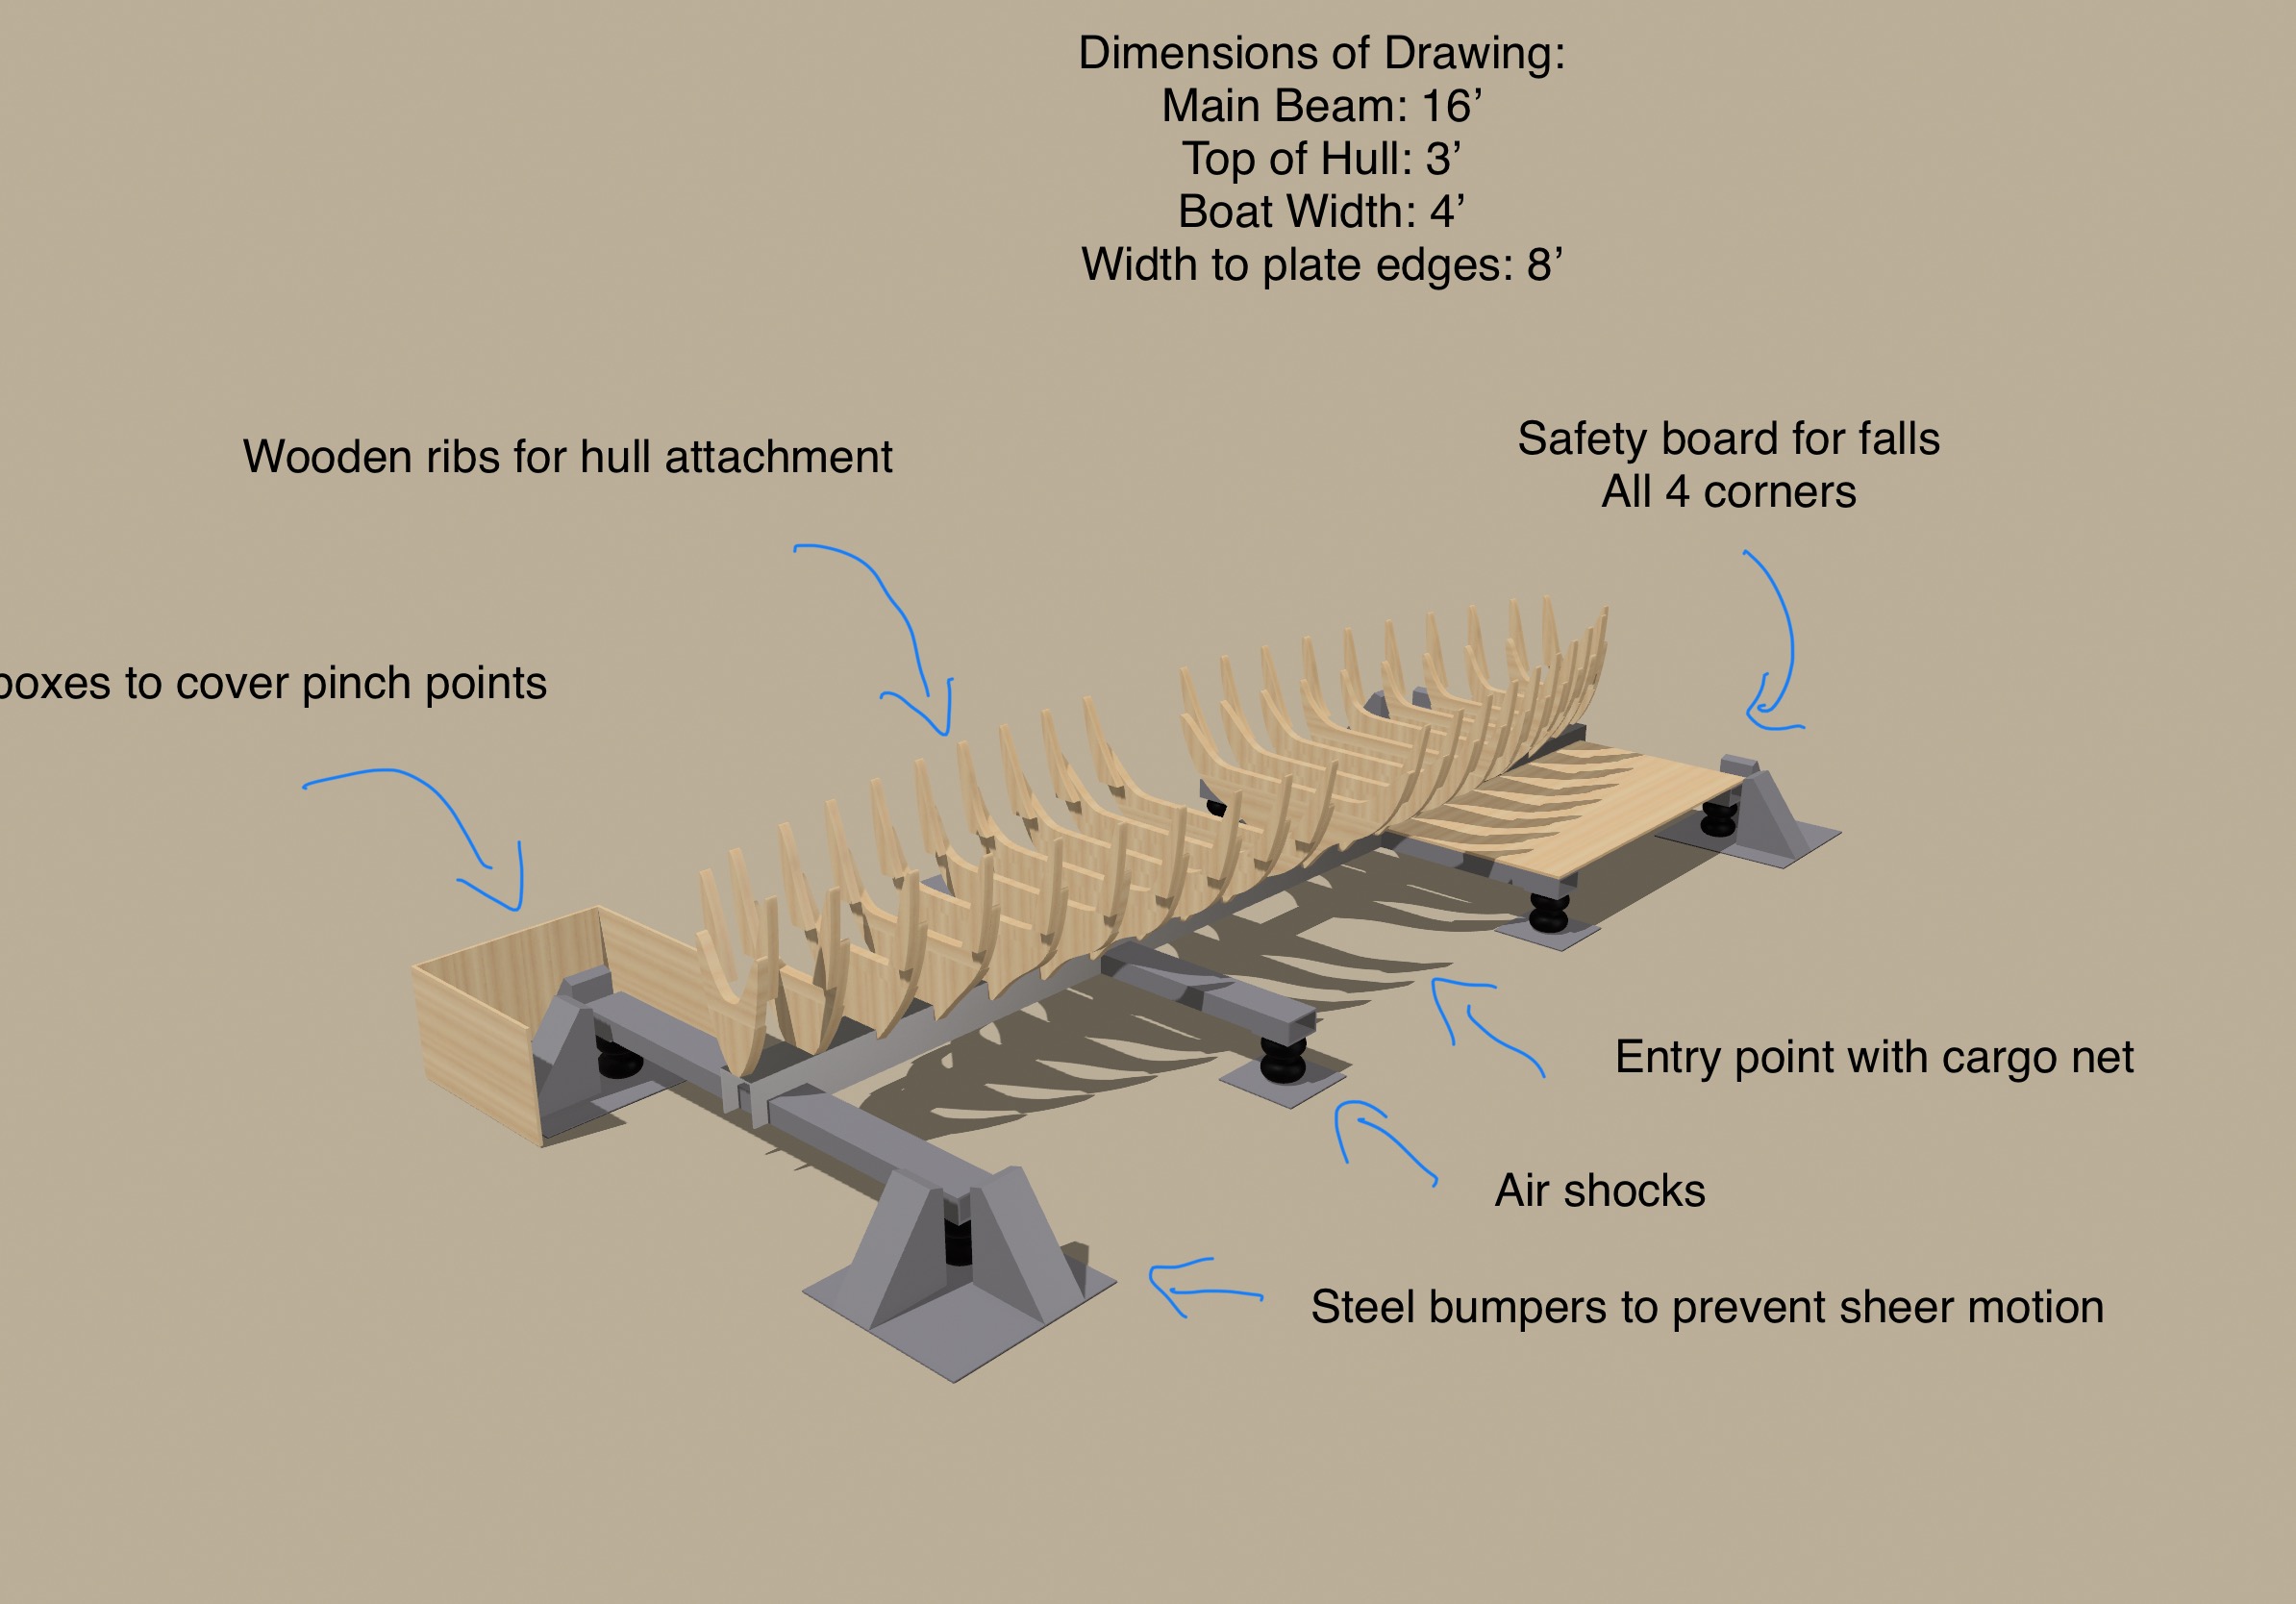 Dimensions of Drawing:
Main Beam: 16’
Top of Hull: 3’
Boat Width: 4’
Width to plate edges: 8’
Wooden ribs for hull attachment
Safety board for falls
All 4 corners
boxes to cover pinch points
Entry point with cargo net
Air shocks
Steel bumpers to prevent sheer motion